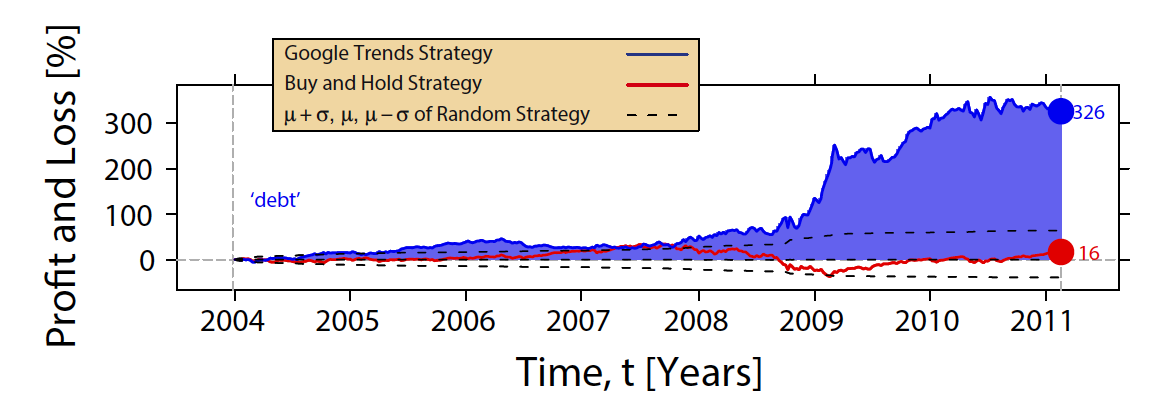 Google Trends Strategy
Buy and Hold Strategy
μ + σ, μ, μ − σ of Random Strategy
Profit and Loss [%]
300
200
100
0
'debt'
326
16
2004 2005 2006 2007 2008 2009 2010 2011
Time, t [Years]